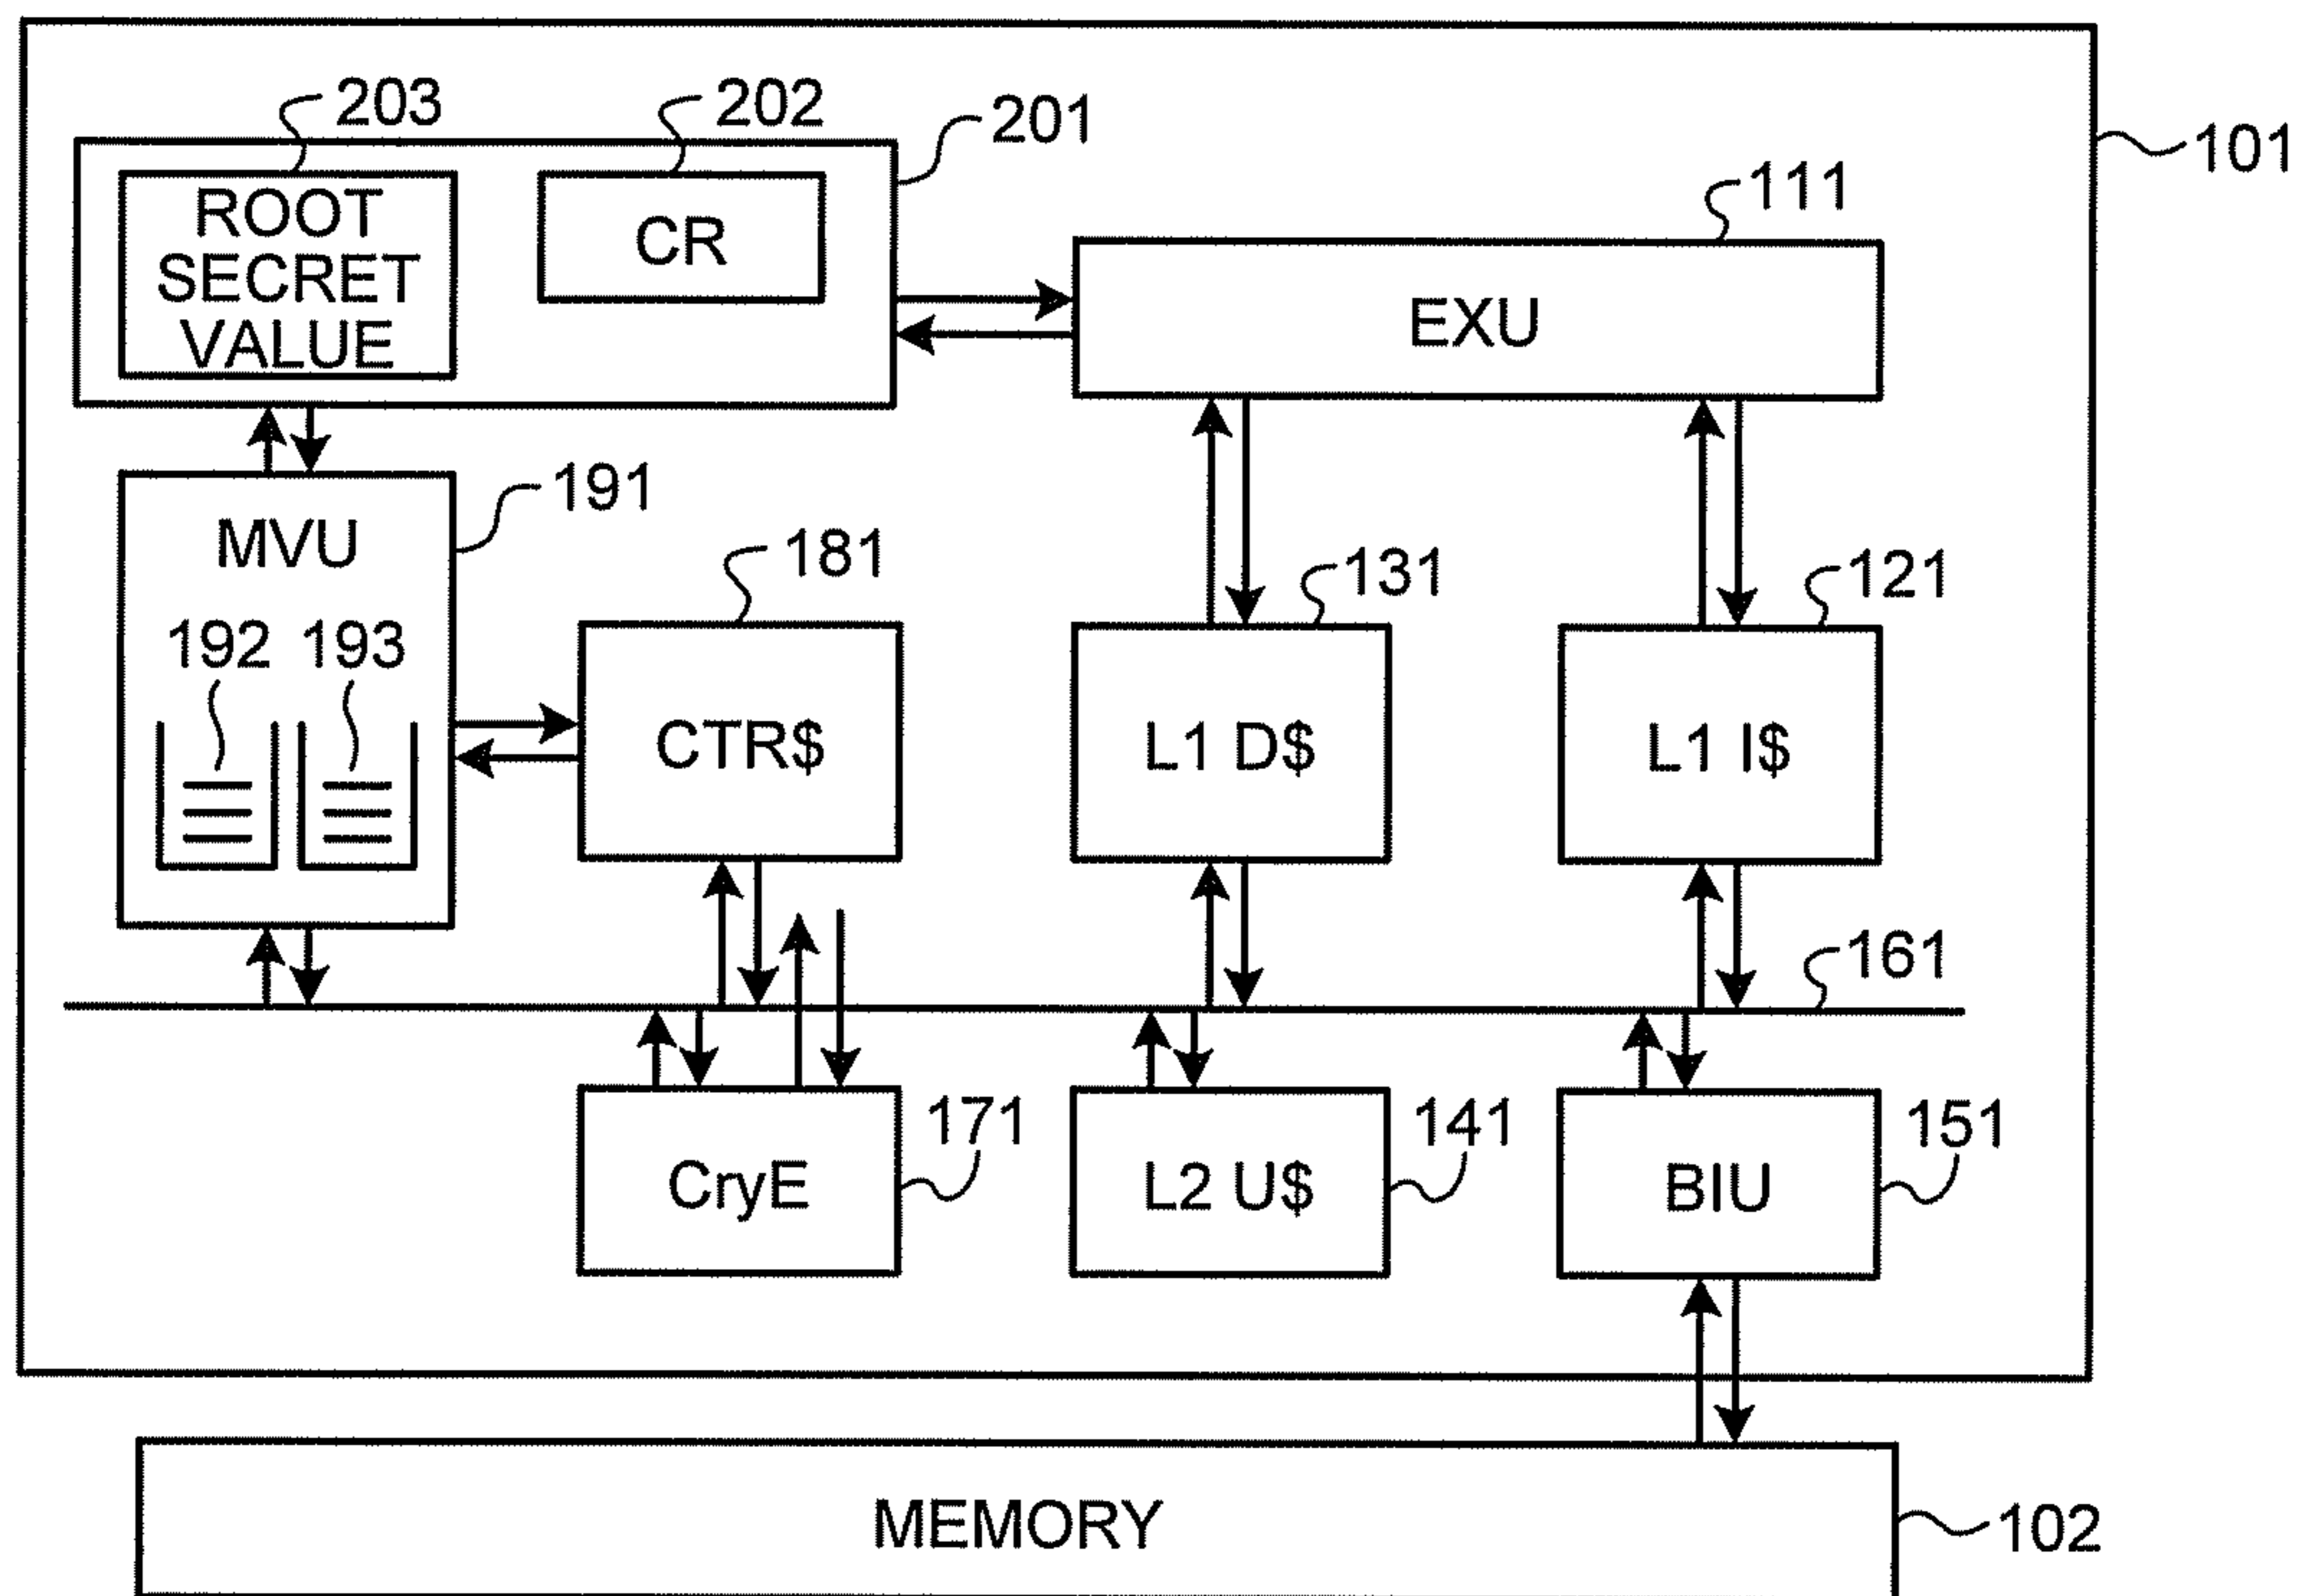 203
202
201
101
ROOT
SECRET
VALUE
CR
111
EXU
191
MVU
181
131
121
192
193
CTR$
L1 D$
L1 I$
161
171
141
151
CryE
L2 U$
BIU
MEMORY
102